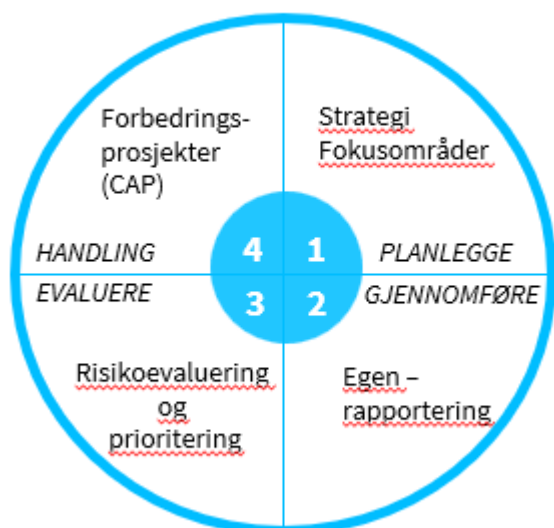 Forbedrings-
prosjekter
(CAP)
Strategi
Fokusområder
HANDLING
4
1
PLANLEGGE
EVALUERE
3
2
GJENNOMFØRE
Risikoevaluering
og
prioritering
Egen –
rapportering